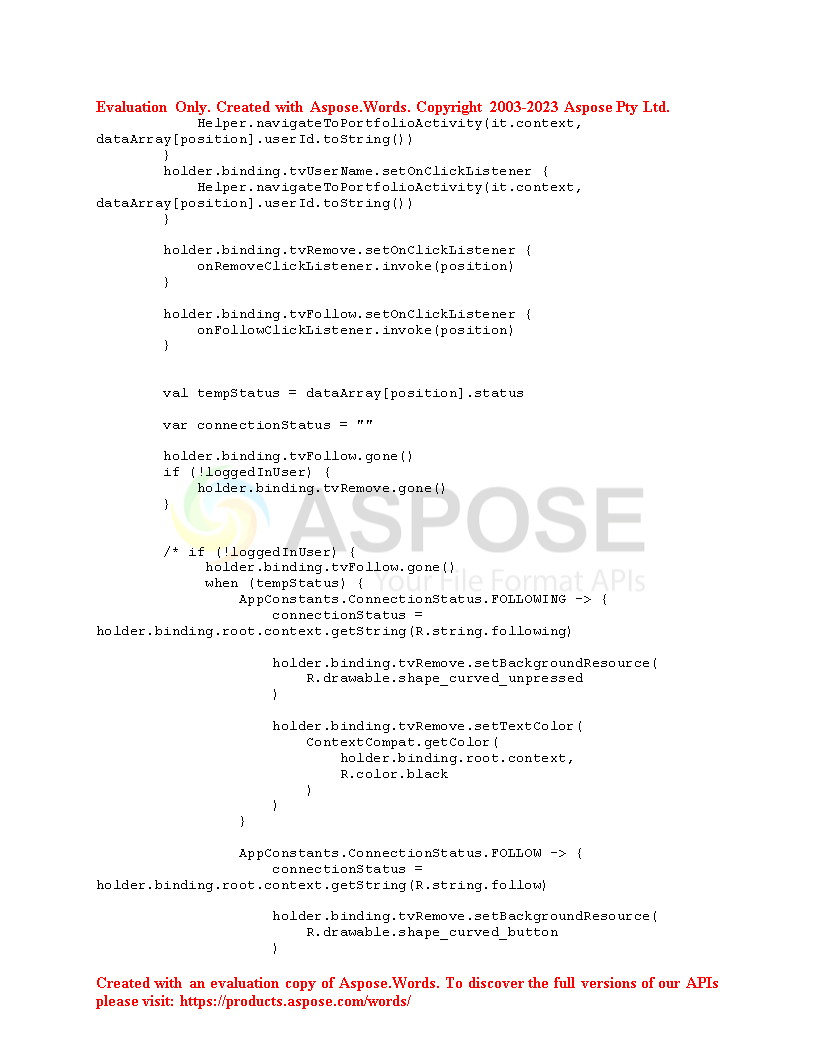 Evaluation Only. Created with Aspose.Words. Copyright 2003-2023 Aspose Pty Ltd.
            Helper.navigateToPortfolioActivity(it.context,
dataArray[position].userId.toString())
        }
        holder.binding.tvUserName.setOnClickListener {
            Helper.navigateToPortfolioActivity(it.context,
dataArray[position].userId.toString())
        }

        holder.binding.tvRemove.setOnClickListener {
            onRemoveClickListener.invoke(position)
        }

        holder.binding.tvFollow.setOnClickListener {
            onFollowClickListener.invoke(position)
        }


        val tempStatus = dataArray[position].status

        var connectionStatus = ""

        holder.binding.tvFollow.gone()
        if (!loggedInUser) {
            holder.binding.tvRemove.gone()
        }
ASPOSE

        /* if (!loggedInUser) {
             holder.binding.tvFollow.gone()
             when (tempStatus) {
Your File Format APIs
                 AppConstants.ConnectionStatus.FOLLOWING -> {
                     connectionStatus =
holder.binding.root.context.getString(R.string.following)

                     holder.binding.tvRemove.setBackgroundResource(
                         R.drawable.shape_curved_unpressed
                     )

                     holder.binding.tvRemove.setTextColor(
                         ContextCompat.getColor(
                             holder.binding.root.context,
                             R.color.black
                         )
                     )
                 }

                 AppConstants.ConnectionStatus.FOLLOW -> {
                     connectionStatus =
holder.binding.root.context.getString(R.string.follow)

                     holder.binding.tvRemove.setBackgroundResource(
                         R.drawable.shape_curved_button
                     )

Created with an evaluation copy of Aspose.Words. To discover the full versions of our APIs
please visit: https://products.aspose.com/words/